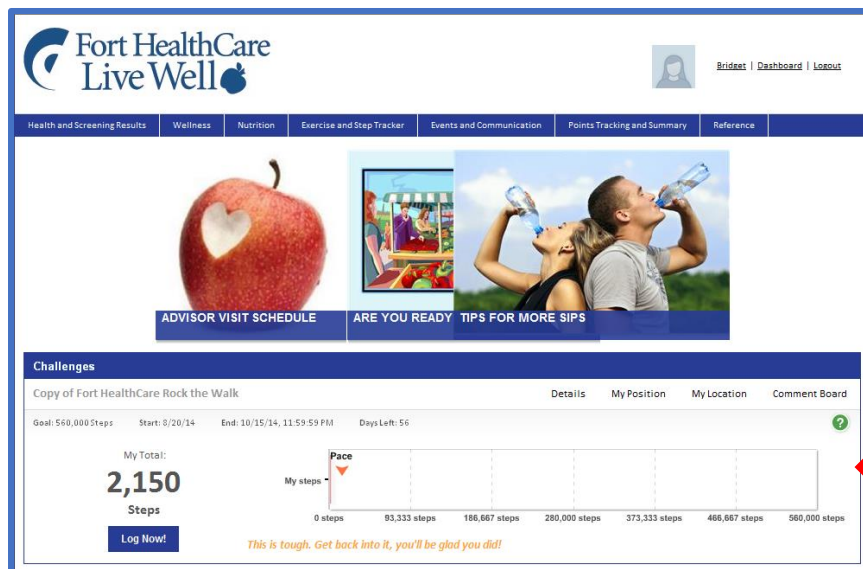 Fort HealthCare
Live Well
Bridget | Dashboard | Logout
Health and Screening Results Wellness Nutrition Exercise and Step Tracker Events and Communication Points Tracking and Summary Reference
ADVISOR VISIT SCHEDULE ARE YOU READY TIPS FOR MORE SIPS
Challenges
Copy of Fort HealthCare Rock the Walk Details My Position My Location Comment Board
Goal: 560,000 Steps Start: 8/20/14 End: 10/15/14, 11:59:59 PM Days Left: 56 ?
My Total:
2,150
Steps
Log Now!
Pace
My steps
0 steps 93,333 steps 186,667 steps 280,000 steps 373,333 steps 466,667 steps 560,000 steps
This is tough. Get back into it, you'll be glad you did!